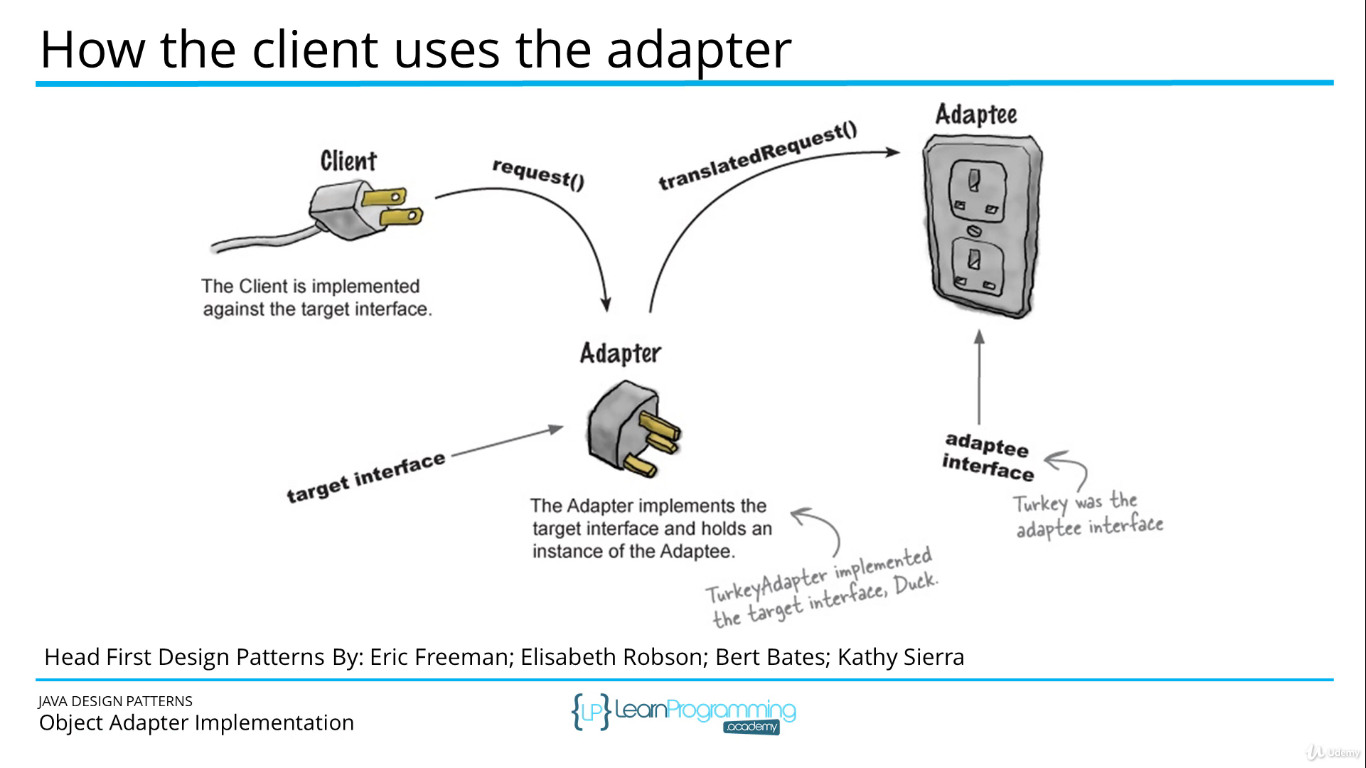 How the client uses the adapter
Client
request()
translatedRequest()
Adaptee
The Client is implemented
against the target interface.
Adapter
target interface
adaptee
interface
Turkey was the
adaptee interface
The Adapter implements the
target interface and holds an
instance of the Adaptee.
TurkeyAdapter implemented
the target interface, Duck.
Head First Design Patterns By: Eric Freeman; Elisabeth Robson; Bert Bates; Kathy Sierra
JAVA DESIGN PATTERNS
Object Adapter Implementation
{LP} LearnProgramming
.academy
Udemy